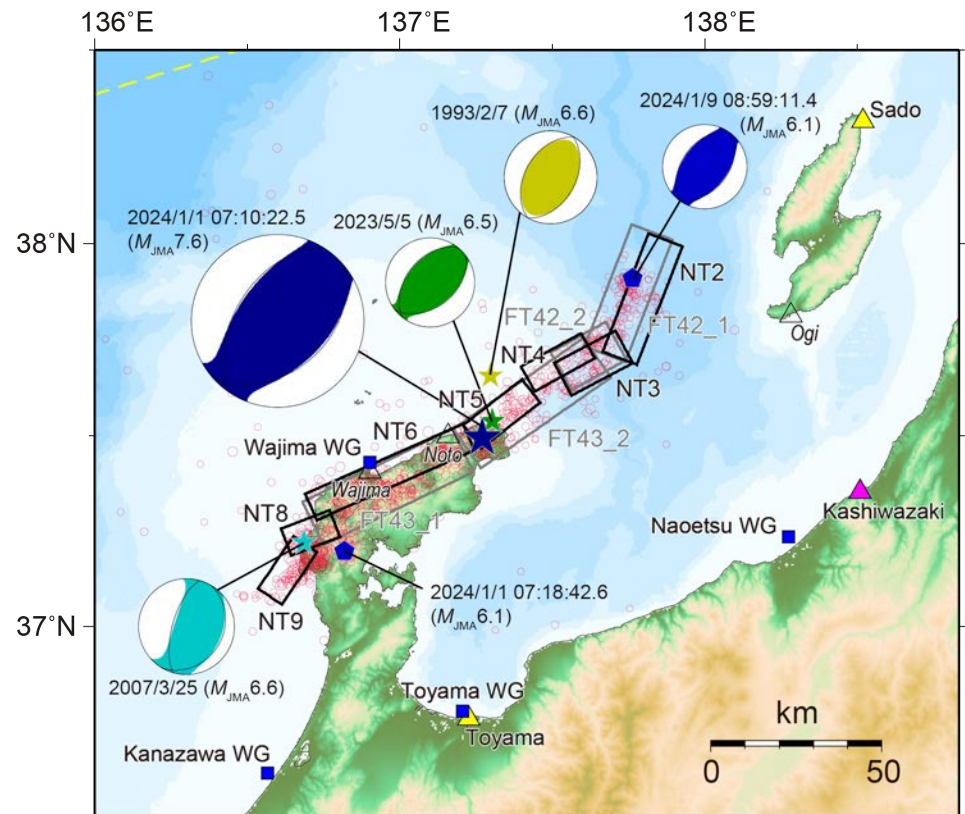 136˚E
137˚E
138˚E
1993/2/7 (MJMA6.6)
2024/1/9 08:59:11.4
(MJMA6.1)
Sado
2024/1/1 07:10:22.5
(MJMA7.6)
2023/5/5 (MJMA6.5)
38˚N
NT2
FT42_2
FT42_1
Ogi
NT4
NT3
NT5
NT6
FT43_2
Wajima WG
Noto
Wajima
Kashiwazaki
NT8
FT43_1
Naoetsu WG
2024/1/1 07:18:42.6
(MJMA6.1)
37˚N
NT9
2007/3/25 (MJMA6.6)
Toyama WG
Toyama
km
Kanazawa WG
0
50